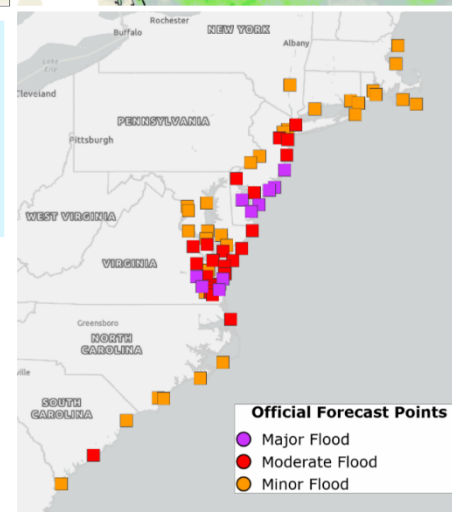 Rochester
NEW YORK
Buffalo
Albany
Lake
Erie
Cleveland
PENNSYLVANIA
Pittsburgh
WEST VIRGINIA
VIRGINIA
Greensboro
NORTH
CAROLINA
ville
SOUTH
CAROLINA
Official Forecast Points
Major Flood
Moderate Flood
Minor Flood